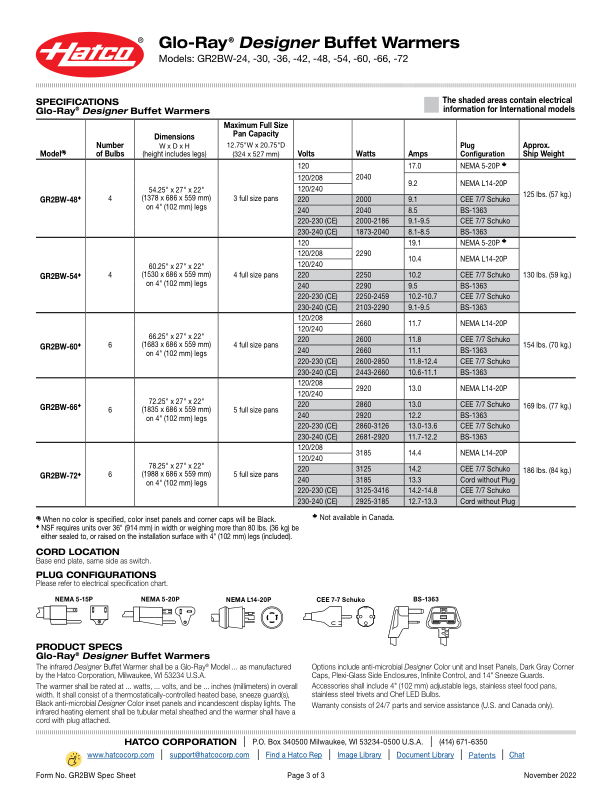 Hatco
®
Glo-Ray® Designer Buffet Warmers
Models: GR2BW-24, -30, -36, -42, -48, -54, -60, -66, -72
SPECIFICATIONS
Glo-Ray® Designer Buffet Warmers
The shaded areas contain electrical
information for International models
Model Number of Bulbs Dimensions W x D x H (height includes legs) Maximum Full Size Pan Capacity 12.75"W x 20.75"D (324 x 527 mm) Volts Watts Amps Plug Configuration Approx. Ship Weight
GR2BW-48♦ 4 54.25" x 27" x 22" (1378 x 686 x 559 mm) on 4" (102 mm) legs 3 full size pans 125 lbs. (57 kg.)
120 2040 17.0 NEMA 5-20P ♣
120/208 9.2 NEMA L14-20P
120/240
220 2000 9.1 CEE 7/7 Schuko
240 2040 8.5 BS-1363
220-230 (CE) 2000-2186 9.1-9.5 CEE 7/7 Schuko
230-240 (CE) 1873-2040 8.1-8.5 BS-1363
GR2BW-54♦ 4 60.25" x 27" x 22" (1530 x 686 x 559 mm) on 4" (102 mm) legs 4 full size pans 130 lbs. (59 kg.)
120 2290 19.1 NEMA 5-20P ♣
120/208 10.4 NEMA L14-20P
120/240
220 2250 10.2 CEE 7/7 Schuko
240 2290 9.5 BS-1363
220-230 (CE) 2250-2459 10.2-10.7 CEE 7/7 Schuko
230-240 (CE) 2103-2290 9.1-9.5 BS-1363
GR2BW-60♦ 6 66.25" x 27" x 22" (1683 x 686 x 559 mm) on 4" (102 mm) legs 4 full size pans 154 lbs. (70 kg.)
120/208 2660 11.7 NEMA L14-20P
120/240
220 2600 11.8 CEE 7/7 Schuko
240 2660 11.1 BS-1363
220-230 (CE) 2600-2850 11.8-12.4 CEE 7/7 Schuko
230-240 (CE) 2443-2660 10.6-11.1 BS-1363
GR2BW-66♦ 6 72.25" x 27" x 22" (1835 x 686 x 559 mm) on 4" (102 mm) legs 5 full size pans 169 lbs. (77 kg.)
120/208 2920 13.0 NEMA L14-20P
120/240
220 2860 13.0 CEE 7/7 Schuko
240 2920 12.2 BS-1363
220-230 (CE) 2860-3126 13.0-13.6 CEE 7/7 Schuko
230-240 (CE) 2681-2920 11.7-12.2 BS-1363
GR2BW-72♦ 6 78.25" x 27" x 22" (1988 x 686 x 559 mm) on 4" (102 mm) legs 5 full size pans 186 lbs. (84 kg.)
120/208 3185 14.4 NEMA L14-20P
120/240
220 3125 14.2 CEE 7/7 Schuko
240 3185 13.3 Cord without Plug
220-230 (CE) 3125-3416 14.2-14.8 CEE 7/7 Schuko
230-240 (CE) 2925-3185 12.7-13.3 Cord without Plug
When no color is specified, color inset panels and corner caps will be Black.
♦ NSF requires units over 36" (914 mm) in width or weighing more than 80 lbs. (36 kg) be
either sealed to, or raised on the installation surface with 4" (102 mm) legs (included).
♣ Not available in Canada.
CORD LOCATION
Base end plate, same side as switch.
PLUG CONFIGURATIONS
Please refer to electrical specification chart.
NEMA 5-15P NEMA 5-20P NEMA L14-20P CEE 7-7 Schuko BS-1363
PRODUCT SPECS
Glo-Ray® Designer Buffet Warmers
The infrared Designer Buffet Warmer shall be a Glo-Ray® Model ... as manufactured
by the Hatco Corporation, Milwaukee, WI 53234 U.S.A.
The warmer shall be rated at ... watts, ... volts, and be ... inches (millimeters) in overall
width. It shall consist of a thermostatically-controlled heated base, sneeze guard(s),
Black anti-microbial Designer Color inset panels and incandescent display lights. The
infrared heating element shall be tubular metal sheathed and the warmer shall have a
cord with plug attached.
Options include anti-microbial Designer Color unit and Inset Panels, Dark Gray Corner
Caps, Plexi-Glass Side Enclosures, Infinite Control, and 14" Sneeze Guards.
Accessories shall include 4" (102 mm) adjustable legs, stainless steel food pans,
stainless steel trivets and Chef LED Bulbs.
Warranty consists of 24/7 parts and service assistance (U.S. and Canada only).
HATCO CORPORATION | P.O. Box 340500 Milwaukee, WI 53234-0500 U.S.A. | (414) 671-6350
www.hatcocorp.com | support@hatcocorp.com | Find a Hatco Rep | Image Library | Document Library | Patents | Chat
Form No. GR2BW Spec Sheet Page 3 of 3 November 2022